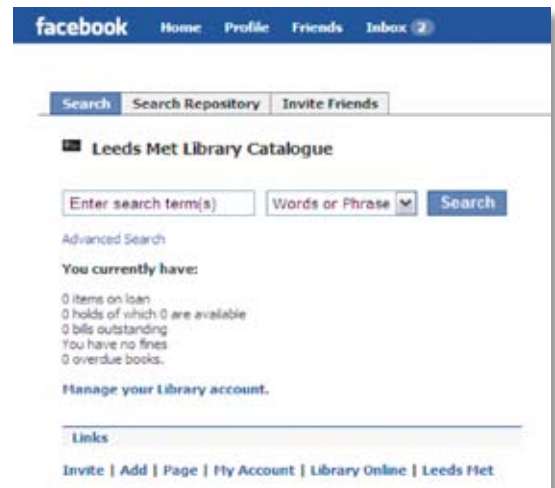 facebook Home Profile Friends Inbox 2
Search Search Repository Invite Friends
Leeds Met Library Catalogue
Enter search term(s) Words or Phrase Search
Advanced Search
You currently have:
0 items on loan
0 holds of which 0 are available
0 bills outstanding
You have no fines
0 overdue books.
Manage your Library account.
Links
Invite | Add | Page | My Account | Library Online | Leeds Met